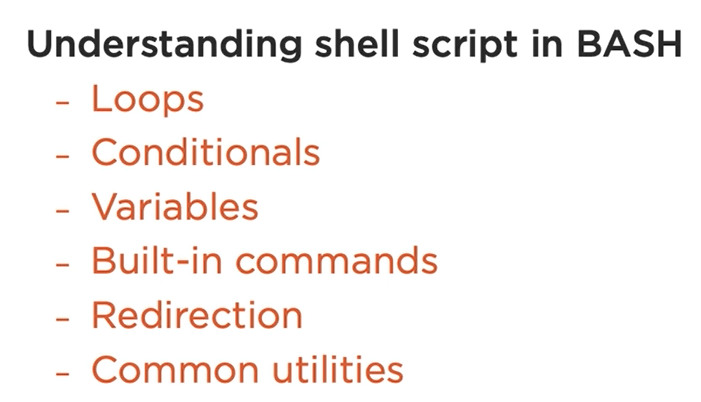 Understanding shell script in BASH
- Loops
- Conditionals
- Variables
- Built-in commands
- Redirection
- Common utilities